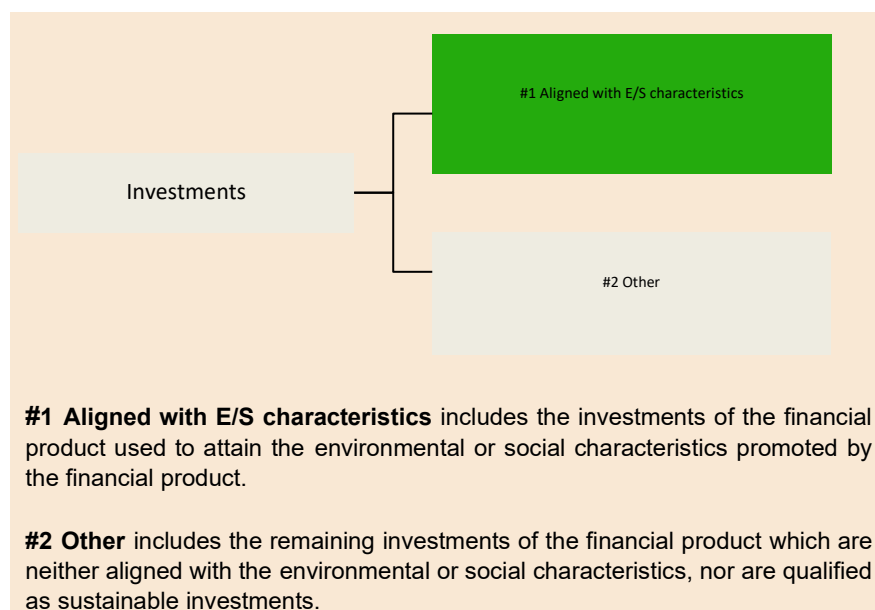 #1 Aligned with E/S characteristics
Investments
#2 Other
#1 Aligned with E/S characteristics includes the investments of the financial
product used to attain the environmental or social characteristics promoted by
the financial product.
#2 Other includes the remaining investments of the financial product which are
neither aligned with the environmental or social characteristics, nor are qualified
as sustainable investments.